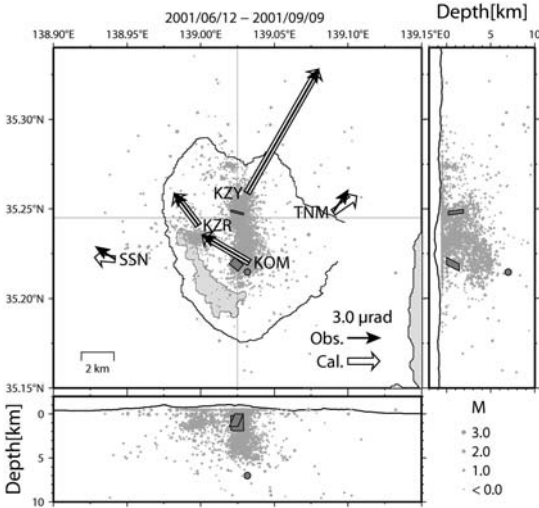 2001/06/12 – 2001/09/09
Depth[km]
138.90°E 138.95°E 139.00°E 139.05°E 139.10°E 139.15°E
0 5 10
35.30°N
35.25°N
35.20°N
35.15°N
KZY
TNM
KZR
SSN
KOM
3.0 μrad
Obs.
Cal.
2 km
Depth[km]
0
5
10
M
3.0
2.0
1.0
< 0.0